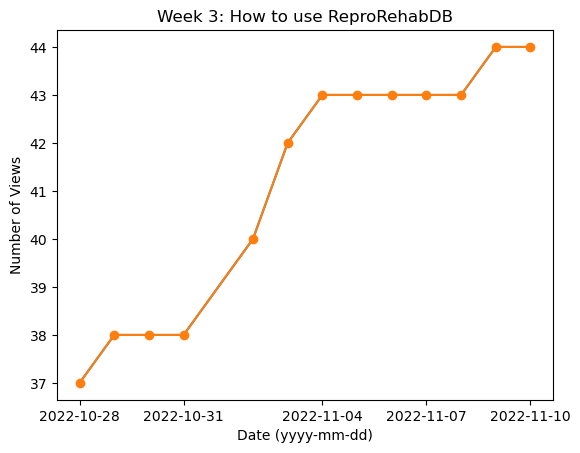 Week 3: How to use ReproRehabDB
Number of Views
44
43
42
41
40
39
38
37
2022-10-28 2022-10-31 2022-11-04 2022-11-07 2022-11-10
Date (yyyy-mm-dd)